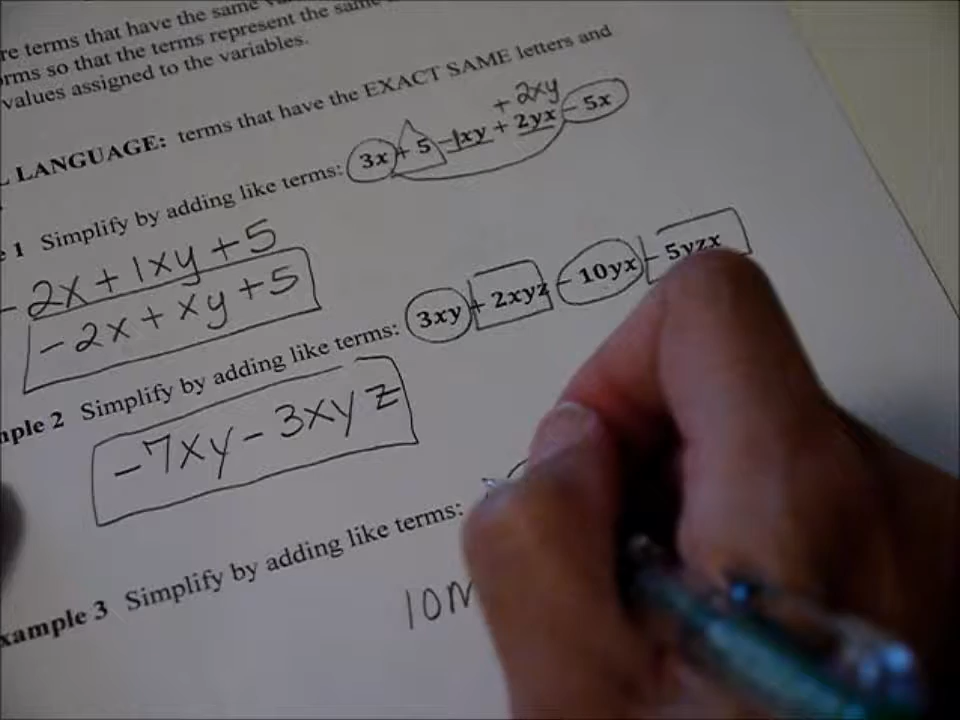 re terms that have the same
rms so that the terms represent the same
values assigned to the variables.
LANGUAGE: terms that have the EXACT SAME letters and
+ 2xy
1 Simplify by adding like terms: 3x + 5 - 1xy + 2yx - 5x
- 2x + 1xy + 5
- 2x + xy + 5
ple 2 Simplify by adding like terms: 3xy + 2xyz - 10yx - 5yzx
- 7xy - 3xyz
xample 3 Simplify by adding like terms:
10